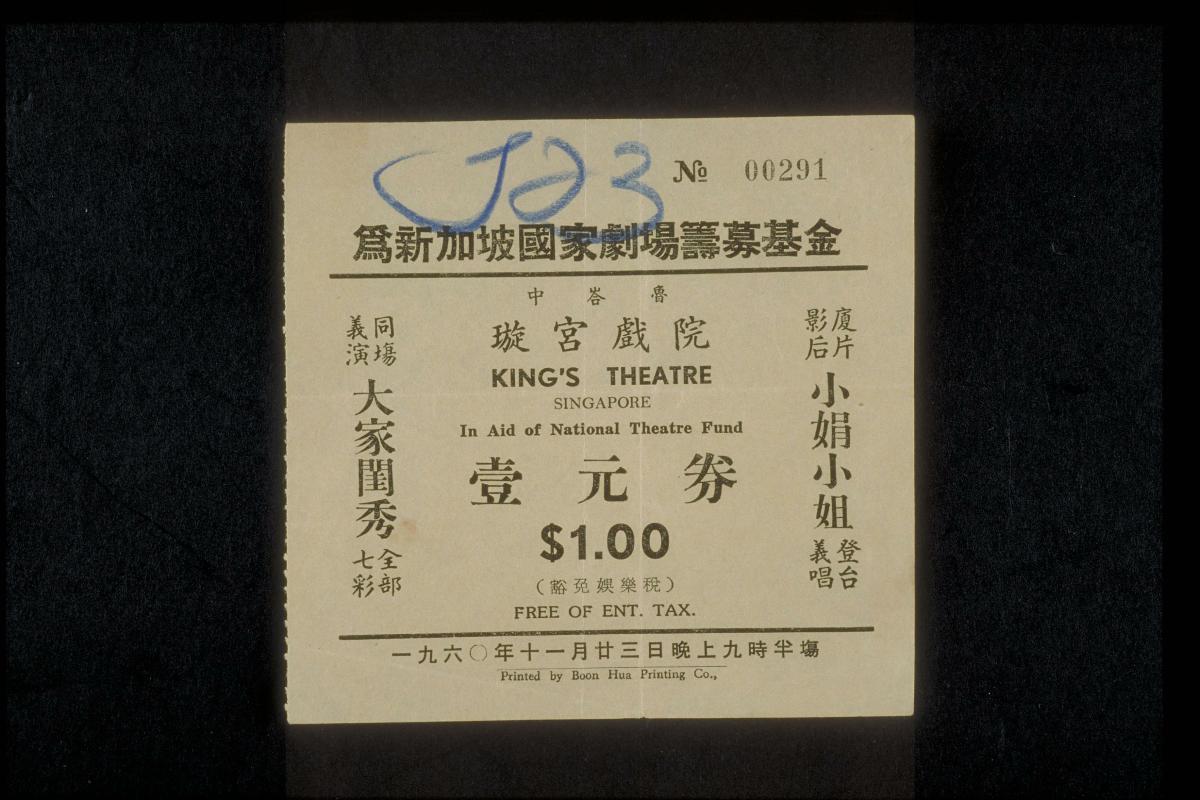 J23
№ 00291
爲新加坡國家劇場籌募基金
中峇魯
璇宮戲院
KING'S THEATRE
SINGAPORE
In Aid of National Theatre Fund
壹元券
$1.00
（豁免娛樂稅）
FREE OF ENT. TAX.
廈片影后
小娟小姐
登台義唱
同塲義演
大家閨秀
全部七彩
一九六〇年十一月廿三日晚上九時半塲
Printed by Boon Hua Printing Co.,